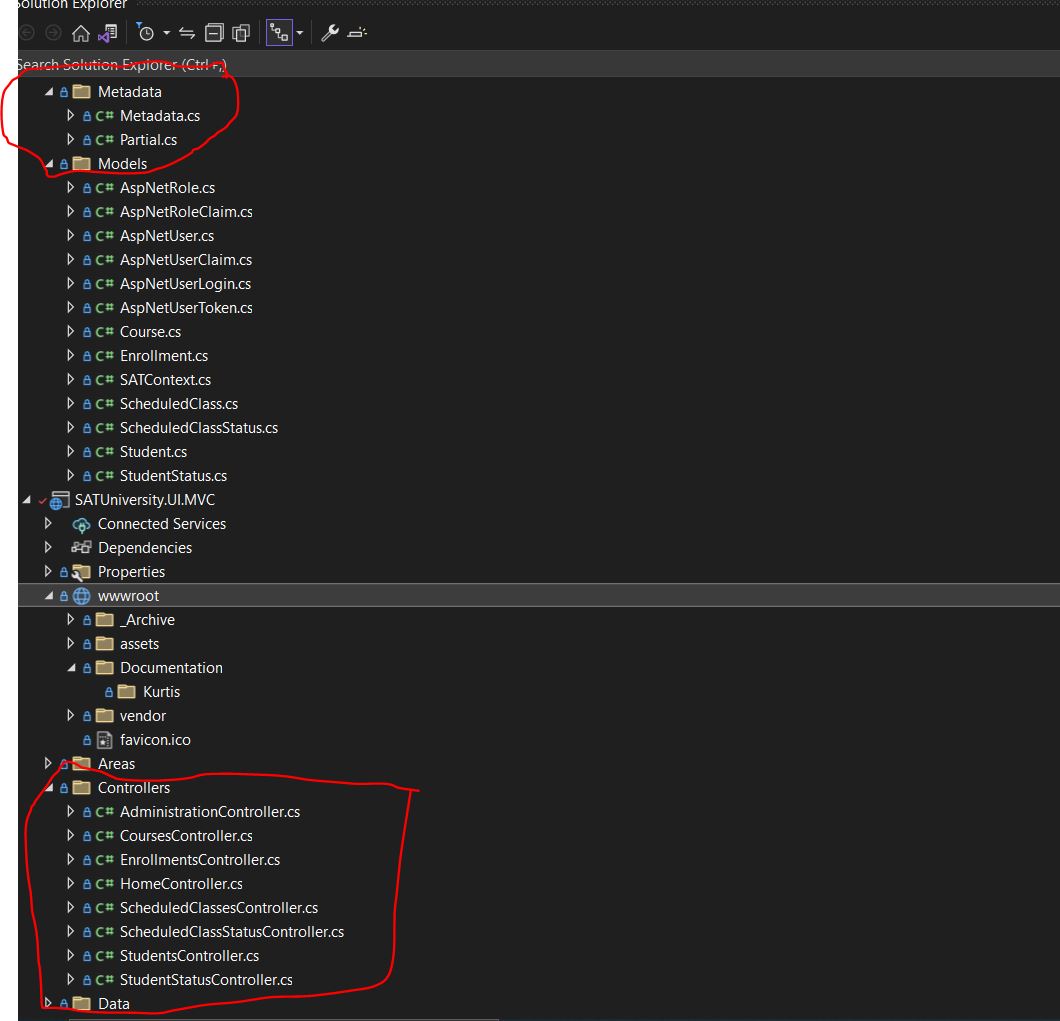 Solution Explorer
Search Solution Explorer (Ctrl+;)
Metadata
C# Metadata.cs
C# Partial.cs
Models
C# AspNetRole.cs
C# AspNetRoleClaim.cs
C# AspNetUser.cs
C# AspNetUserClaim.cs
C# AspNetUserLogin.cs
C# AspNetUserToken.cs
C# Course.cs
C# Enrollment.cs
C# SATContext.cs
C# ScheduledClass.cs
C# ScheduledClassStatus.cs
C# Student.cs
C# StudentStatus.cs
SATUniversity.UI.MVC
Connected Services
Dependencies
Properties
wwwroot
_Archive
assets
Documentation
Kurtis
vendor
favicon.ico
Areas
Controllers
C# AdministrationController.cs
C# CoursesController.cs
C# EnrollmentsController.cs
C# HomeController.cs
C# ScheduledClassesController.cs
C# ScheduledClassStatusController.cs
C# StudentsController.cs
C# StudentStatusController.cs
Data